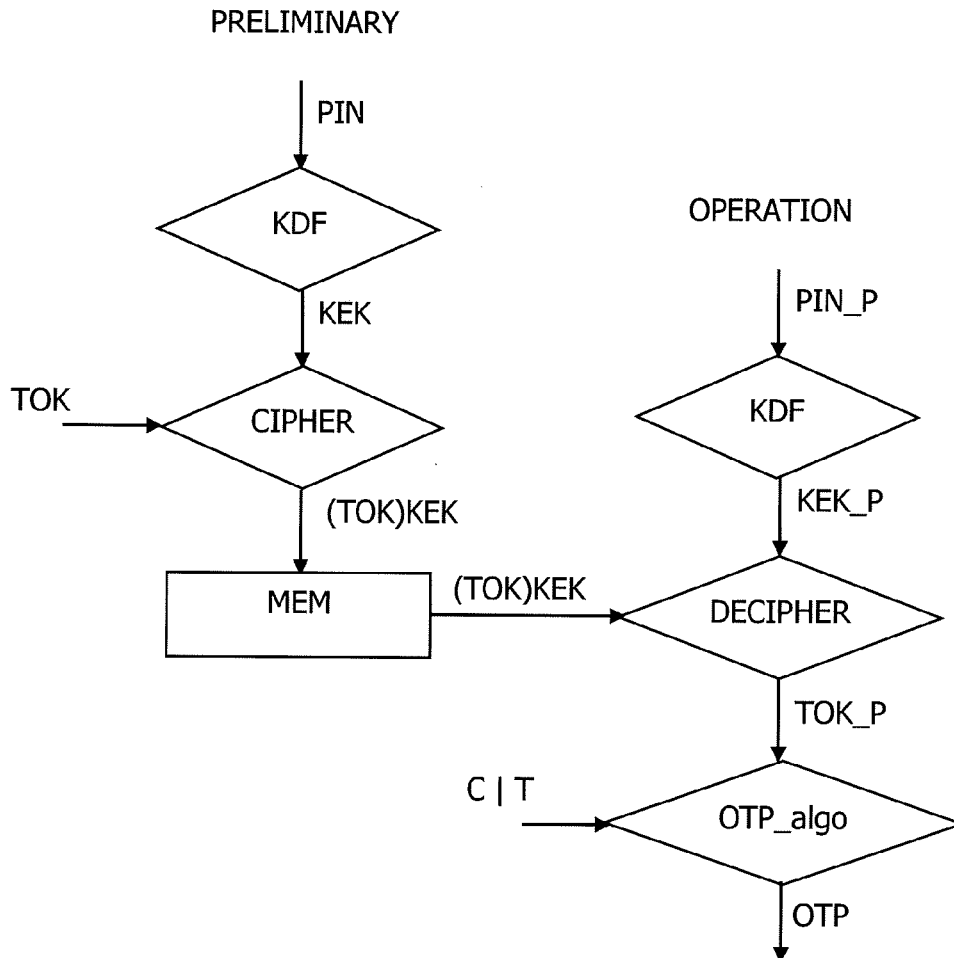 PRELIMINARY
PIN
KDF
KEK
TOK
CIPHER
(TOK)KEK
MEM
(TOK)KEK
OPERATION
PIN_P
KDF
KEK_P
DECIPHER
TOK_P
C | T
OTP_algo
OTP